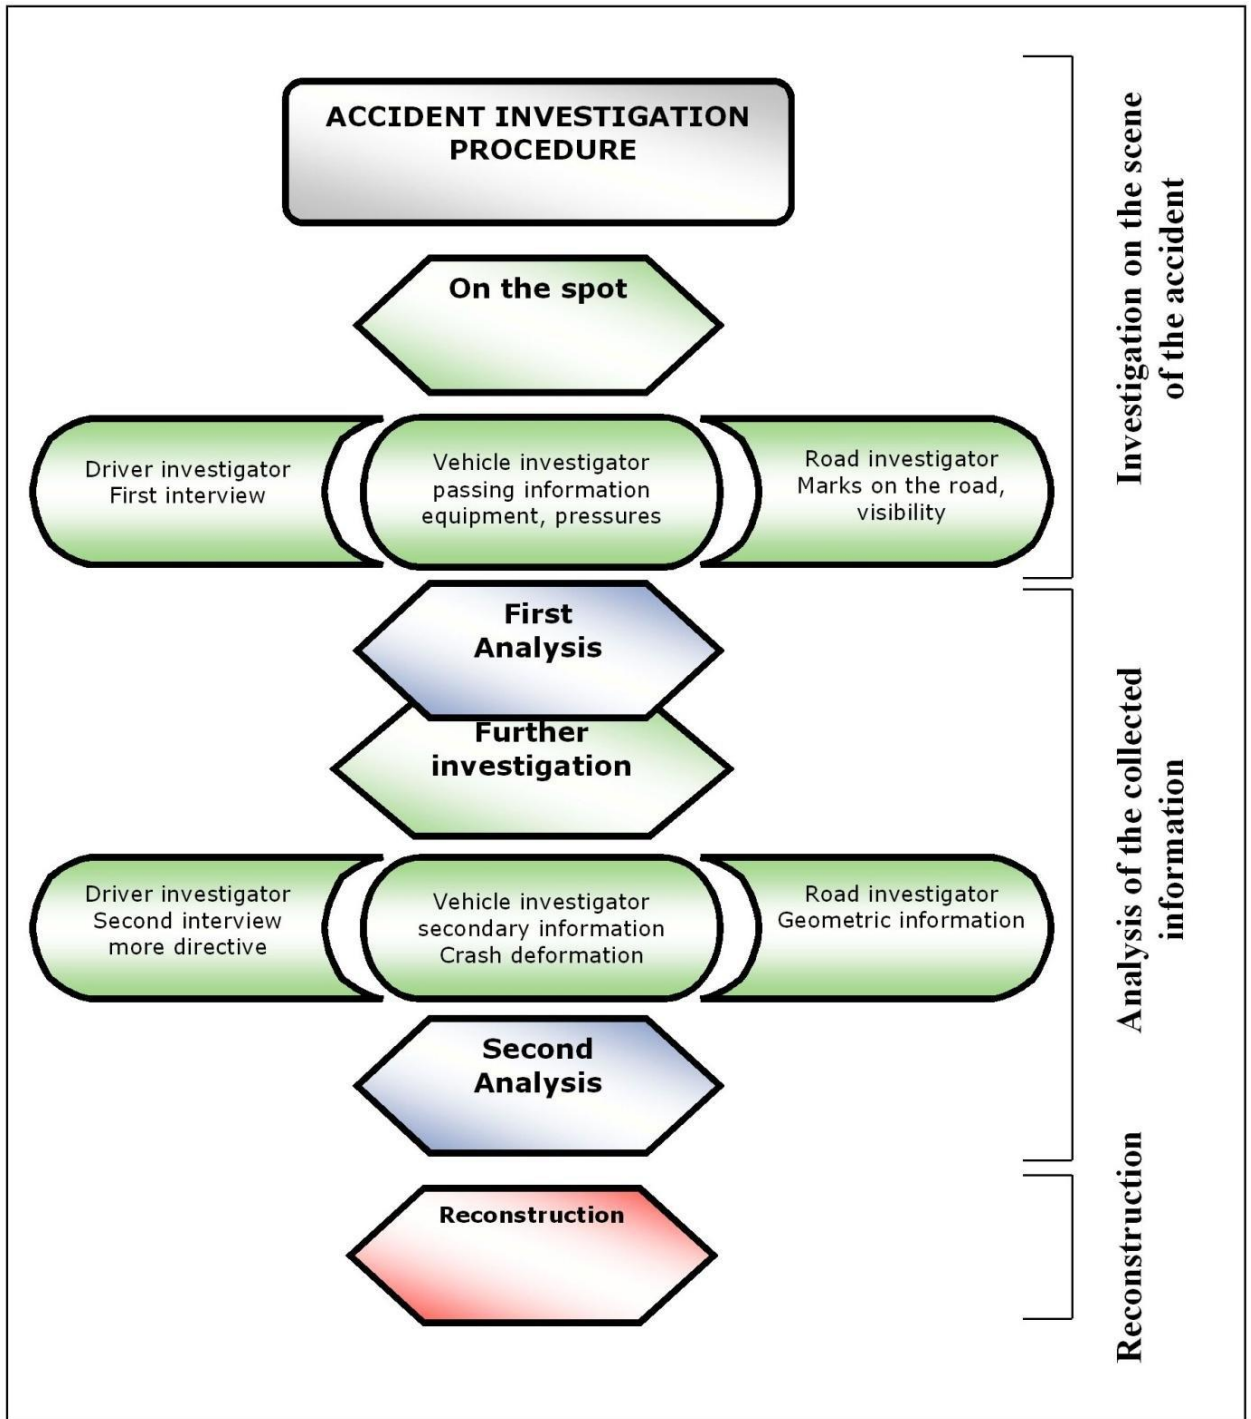 ACCIDENT INVESTIGATION
PROCEDURE
On the spot
Driver investigator
First interview
Vehicle investigator
passing information
equipment, pressures
Road investigator
Marks on the road,
visibility
First
Analysis
Further
investigation
Driver investigator
Second interview
more directive
Vehicle investigator
secondary information
Crash deformation
Road investigator
Geometric information
Second
Analysis
Reconstruction
Investigation on the scene
of the accident
Analysis of the collected
information
Reconstruction